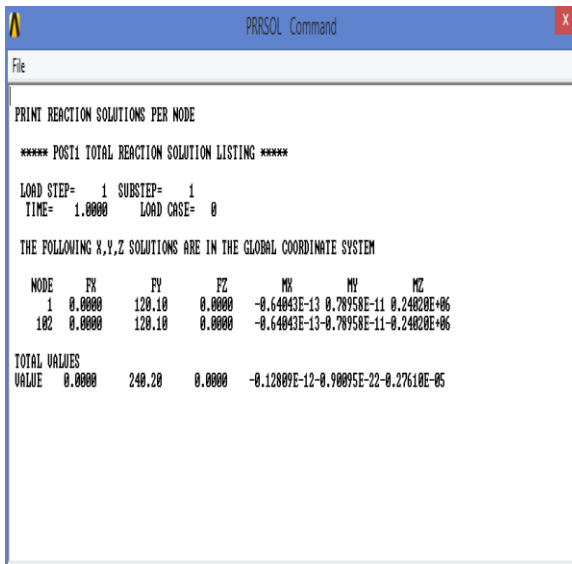 PRRSOL Command
File
PRINT REACTION SOLUTIONS PER NODE
***** POST1 TOTAL REACTION SOLUTION LISTING *****
LOAD STEP= 1 SUBSTEP= 1
TIME= 1.0000 LOAD CASE= 0
THE FOLLOWING X,Y,Z SOLUTIONS ARE IN THE GLOBAL COORDINATE SYSTEM
NODE FX FY FZ MX MY MZ
1 0.0000 120.10 0.0000 -0.64043E-13 0.78958E-11 0.24020E+06
102 0.0000 120.10 0.0000 -0.64043E-13-0.78958E-11-0.24020E+06
TOTAL VALUES
VALUE 0.0000 240.20 0.0000 -0.12809E-12-0.90095E-22-0.27610E-05